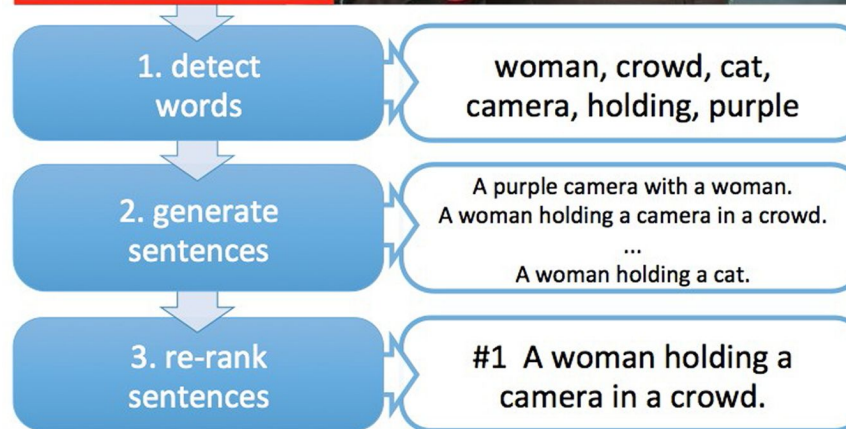 1. detect
words
woman, crowd, cat,
camera, holding, purple
2. generate
sentences
A purple camera with a woman.
A woman holding a camera in a crowd.
...
A woman holding a cat.
3. re-rank
sentences
#1 A woman holding a
camera in a crowd.